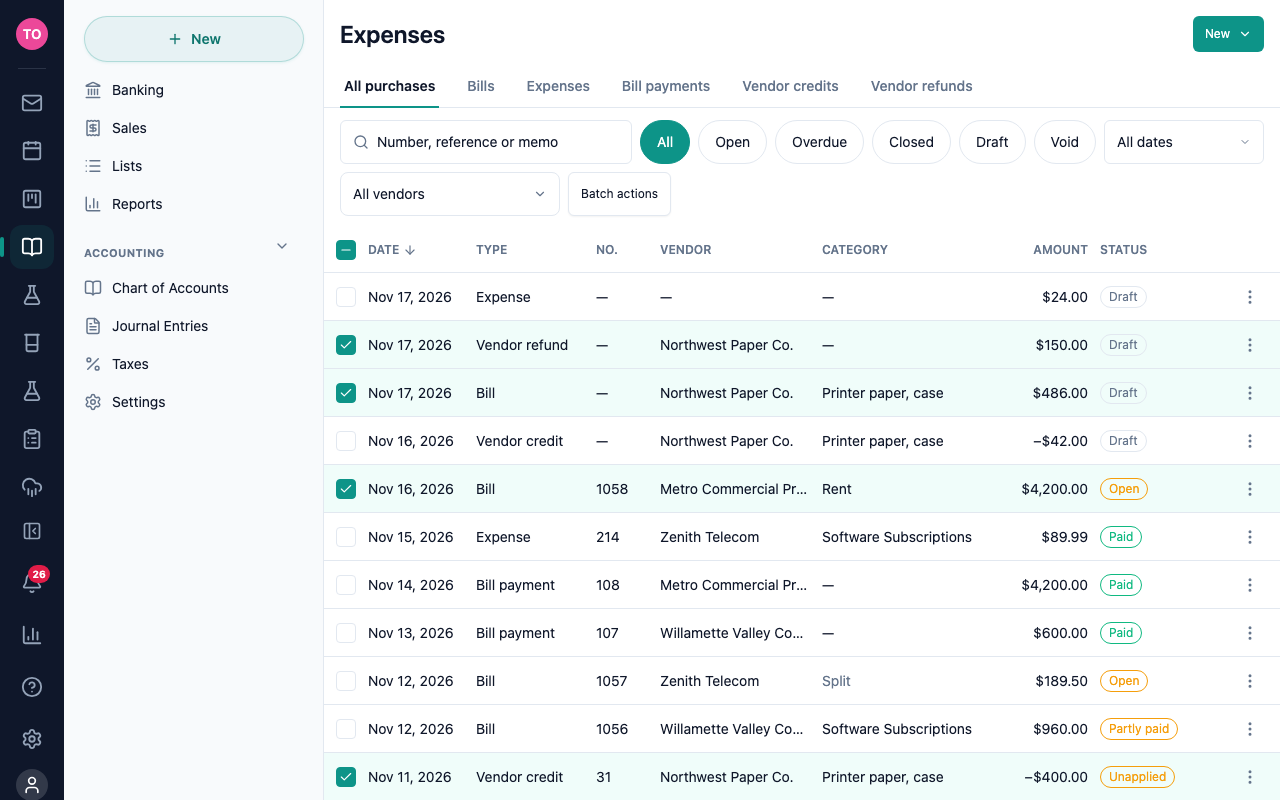 TO
26
+ New
Banking
Sales
Lists
Reports
ACCOUNTING
Chart of Accounts
Journal Entries
Taxes
Settings
Expenses
New
All purchases Bills Expenses Bill payments Vendor credits Vendor refunds
Number, reference or memo All Open Overdue Closed Draft Void All dates
All vendors Batch actions
DATE TYPE NO. VENDOR CATEGORY AMOUNT STATUS
Nov 17, 2026 Expense — — — $24.00 Draft
Nov 17, 2026 Vendor refund — Northwest Paper Co. — $150.00 Draft
Nov 17, 2026 Bill — Northwest Paper Co. Printer paper, case $486.00 Draft
Nov 16, 2026 Vendor credit — Northwest Paper Co. Printer paper, case –$42.00 Draft
Nov 16, 2026 Bill 1058 Metro Commercial Pr... Rent $4,200.00 Open
Nov 15, 2026 Expense 214 Zenith Telecom Software Subscriptions $89.99 Paid
Nov 14, 2026 Bill payment 108 Metro Commercial Pr... — $4,200.00 Paid
Nov 13, 2026 Bill payment 107 Willamette Valley Co... — $600.00 Paid
Nov 12, 2026 Bill 1057 Zenith Telecom Split $189.50 Open
Nov 12, 2026 Bill 1056 Willamette Valley Co... Software Subscriptions $960.00 Partly paid
Nov 11, 2026 Vendor credit 31 Northwest Paper Co. Printer paper, case –$400.00 Unapplied